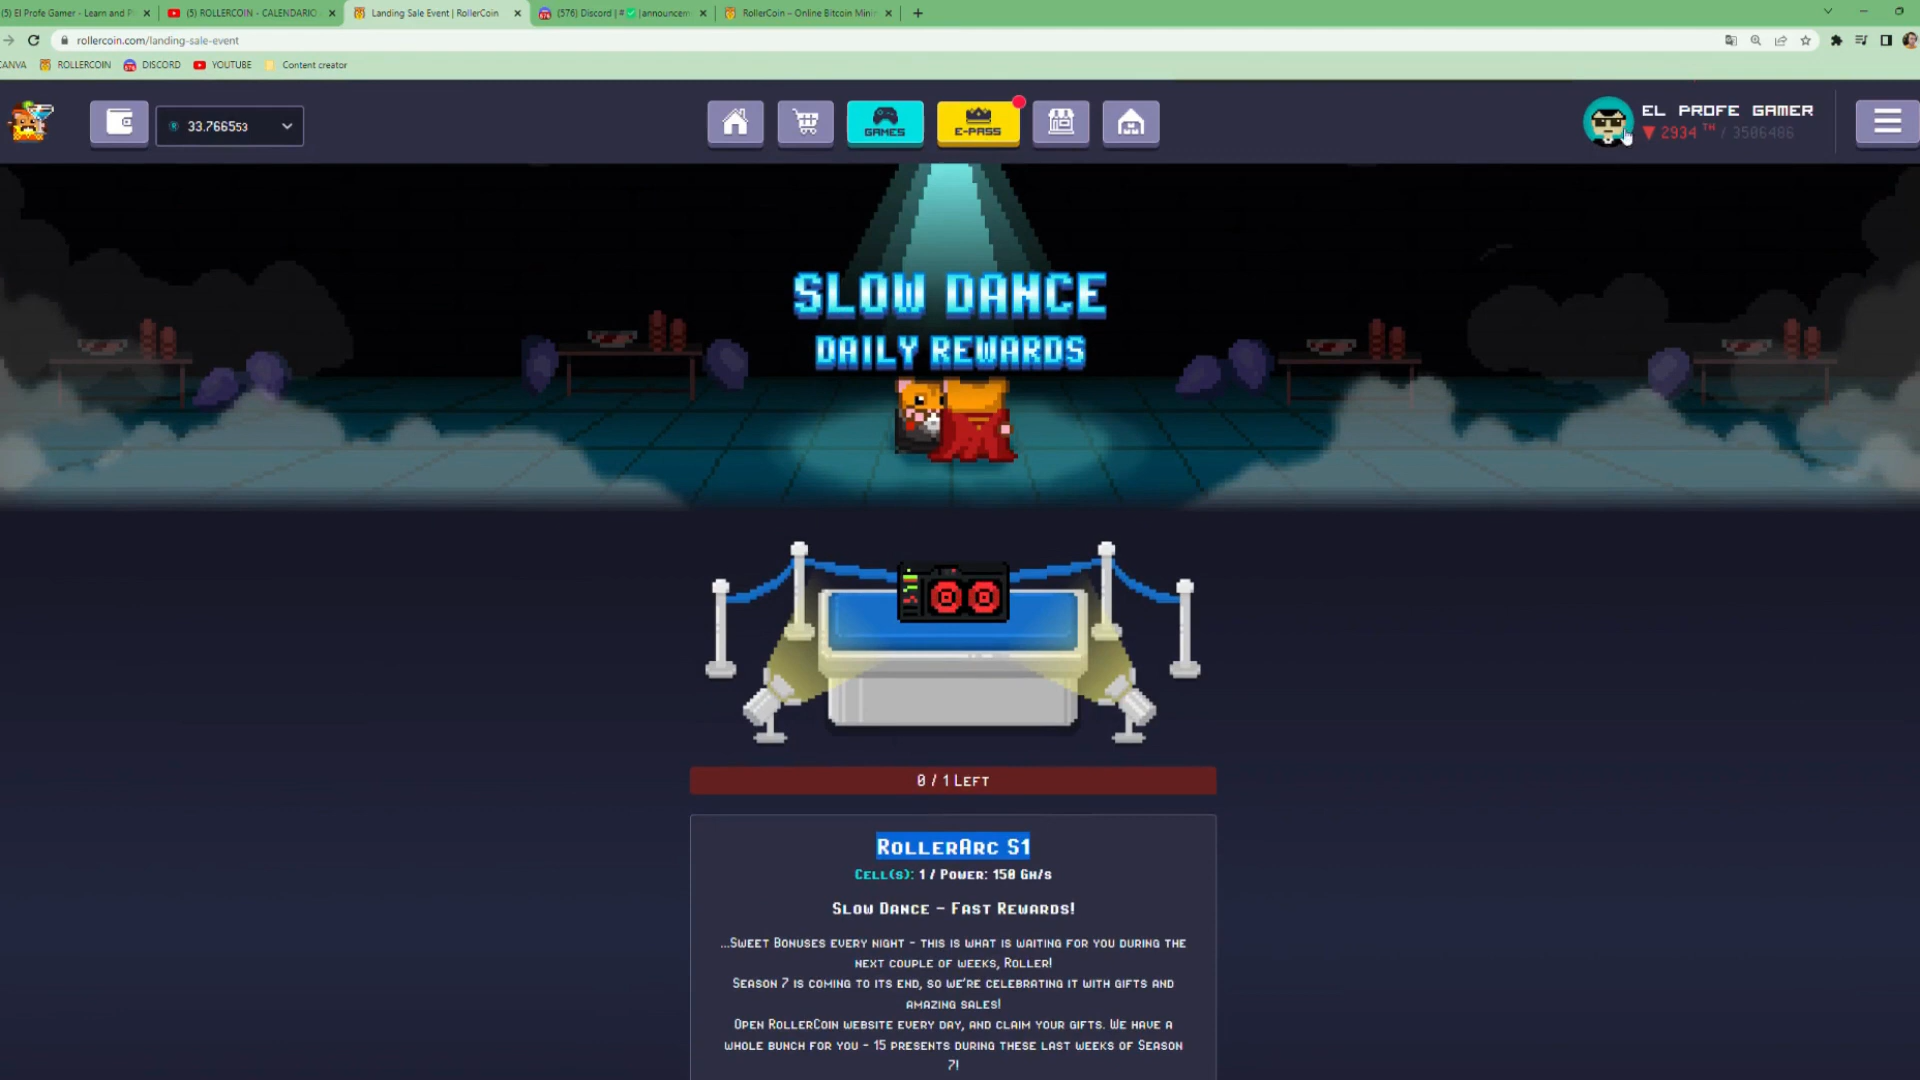 (5) El Profe Gamer - Learn and P
(5) ROLLERCOIN - CALENDARIO
Landing Sale Event | RollerCoin
(576) Discord | #✅|announcem
RollerCoin – Online Bitcoin Mini
rollercoin.com/landing-sale-event
CANVA
ROLLERCOIN
DISCORD
YOUTUBE
Content creator
33.766553
GAMES
E-PASS
EL PROFE GAMER
2934 TH / 3506486
SLOW DANCE
DAILY REWARDS
0 / 1 LEFT
ROLLERARC S1
CELL(S): 1 / POWER: 150 GH/S
SLOW DANCE – FAST REWARDS!
...SWEET BONUSES EVERY NIGHT – THIS IS WHAT IS WAITING FOR YOU DURING THE
NEXT COUPLE OF WEEKS, ROLLER!
SEASON 7 IS COMING TO ITS END, SO WE'RE CELEBRATING IT WITH GIFTS AND
AMAZING SALES!
OPEN ROLLERCOIN WEBSITE EVERY DAY, AND CLAIM YOUR GIFTS. WE HAVE A
WHOLE BUNCH FOR YOU – 15 PRESENTS DURING THESE LAST WEEKS OF SEASON
7!